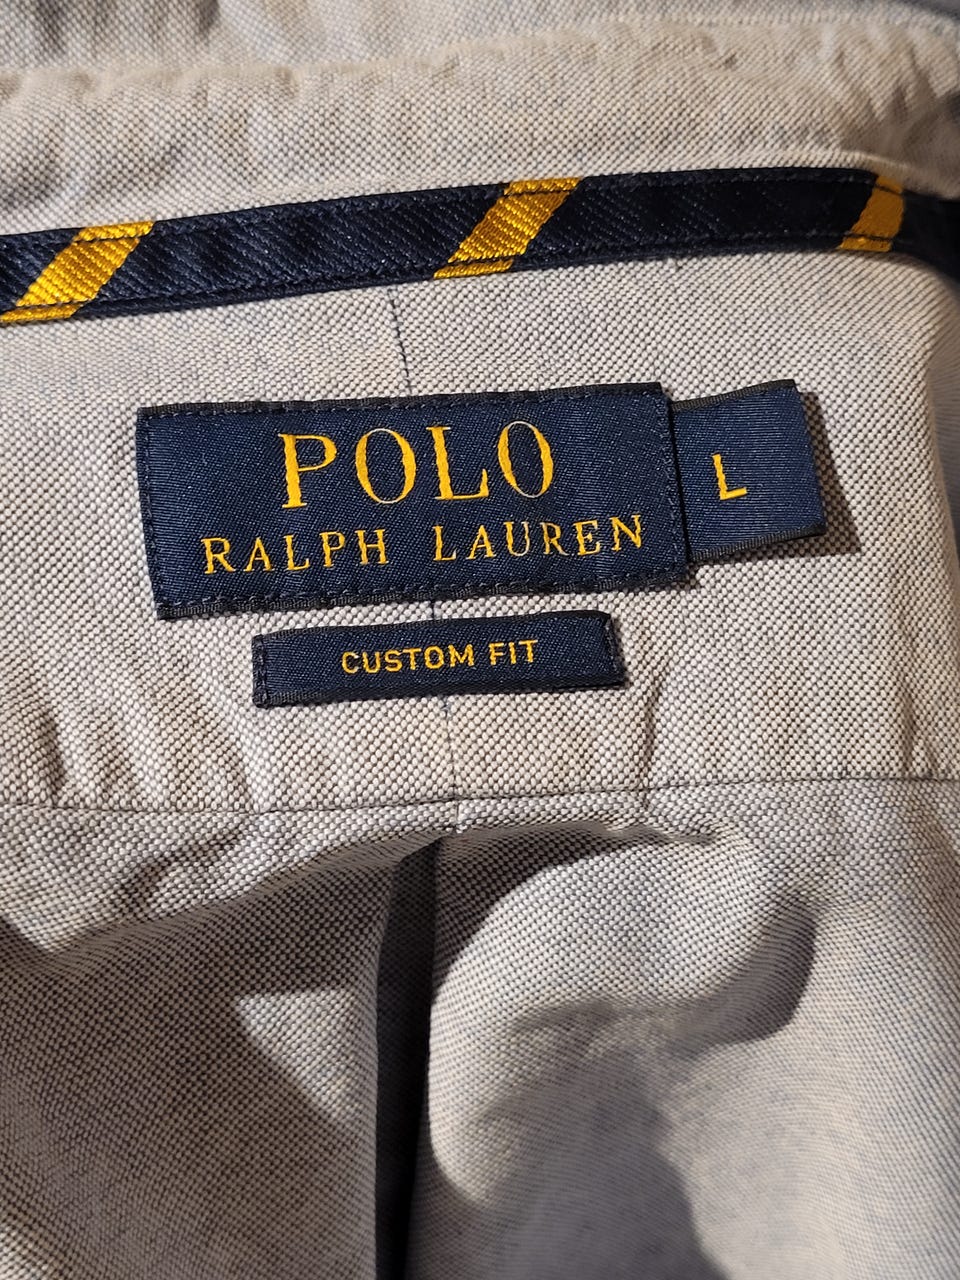 POLO
RALPH LAUREN
L
CUSTOM FIT